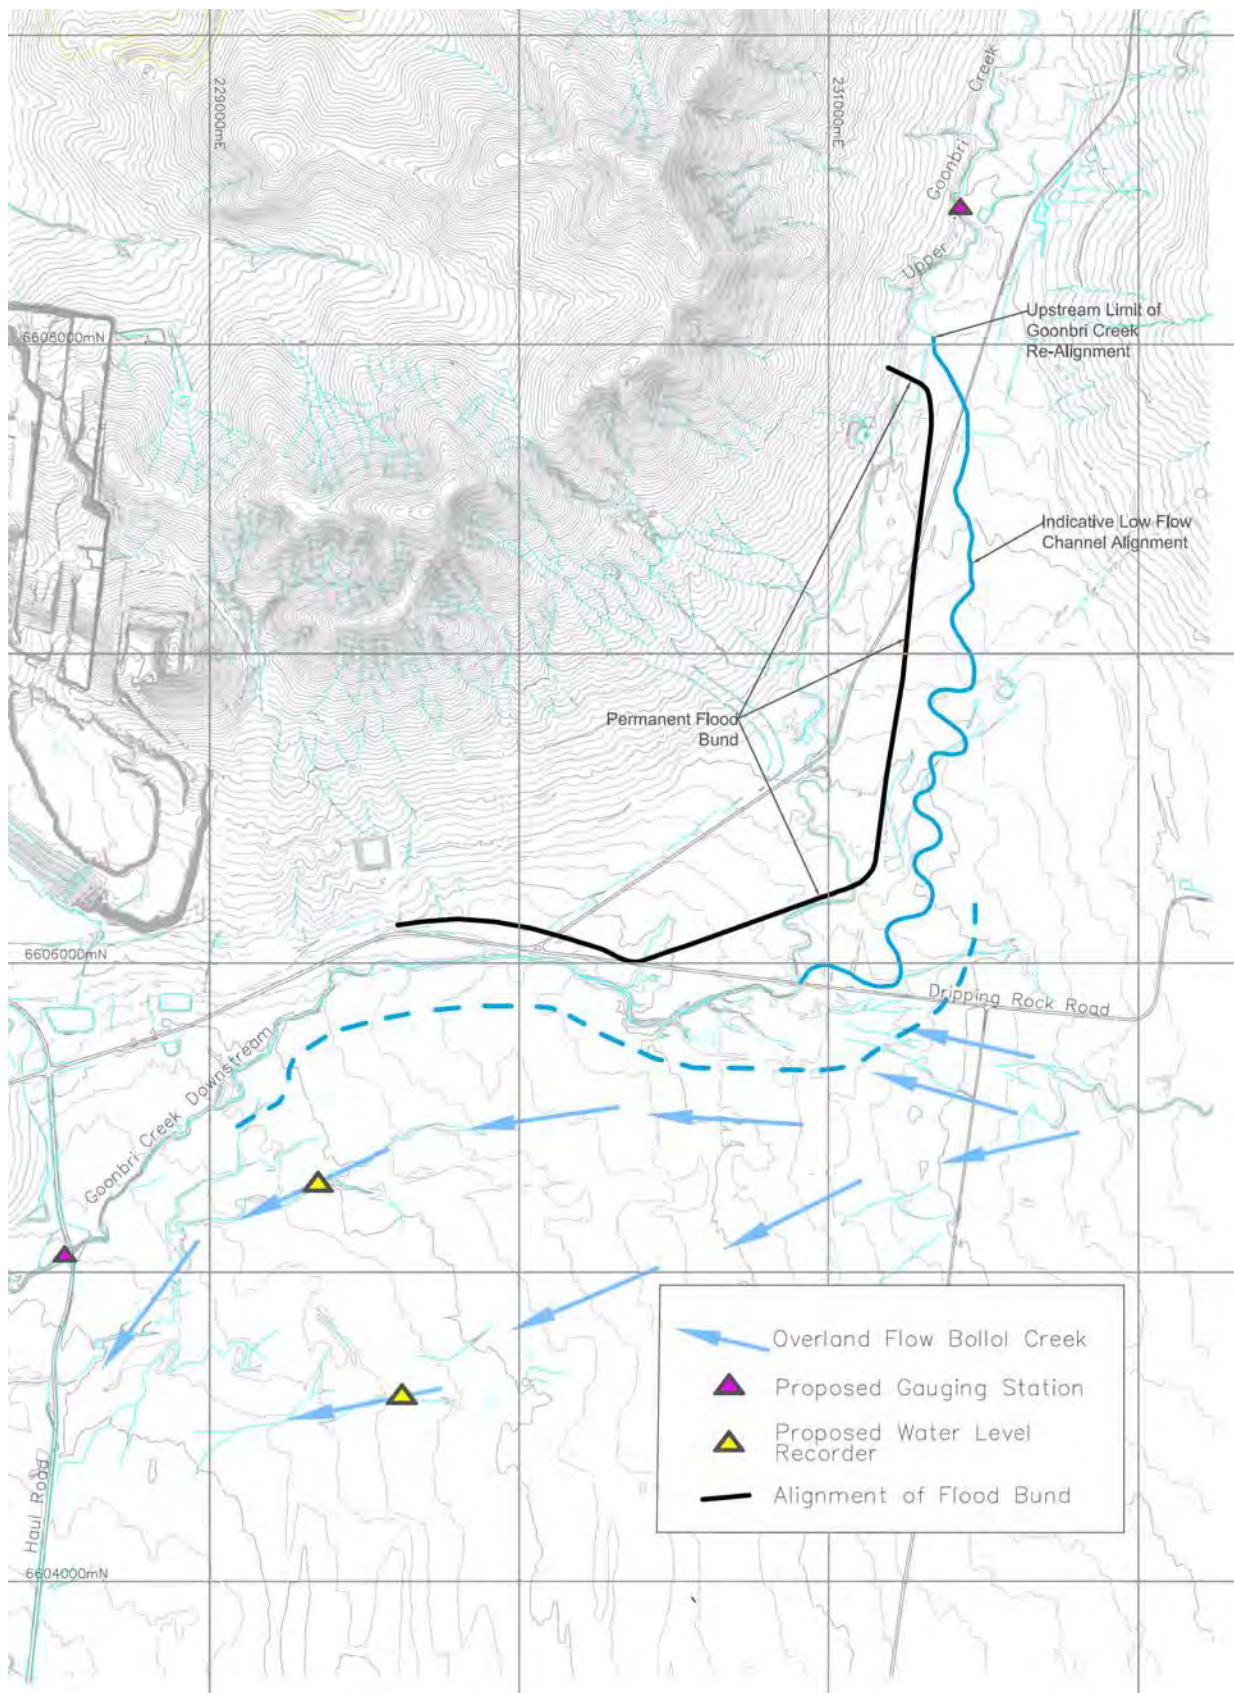 229000mE
231000mE
Upper Goonbri Creek
6608000mN
Upstream Limit of
Goonbri Creek
Re-Alignment
Indicative Low Flow
Channel Alignment
Permanent Flood
Bund
6606000mN
Dripping Rock Road
Goonbri Creek Downstream
Overland Flow Bollol Creek
Proposed Gauging Station
Proposed Water Level
Recorder
Alignment of Flood Bund
Haul Road
6604000mN